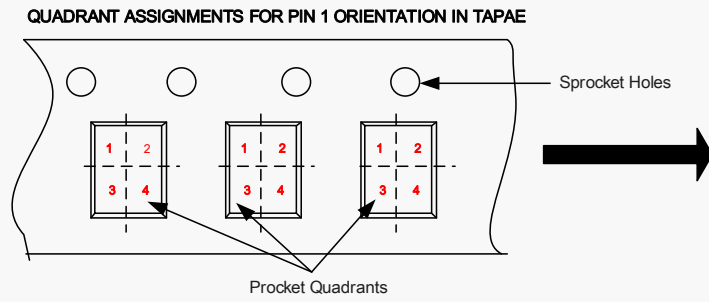 QUADRANT ASSIGNMENTS FOR PIN 1 ORIENTATION IN TAPAE
Sprocket Holes
1 2 1 2 1 2
3 4 3 4 3 4
Procket Quadrants